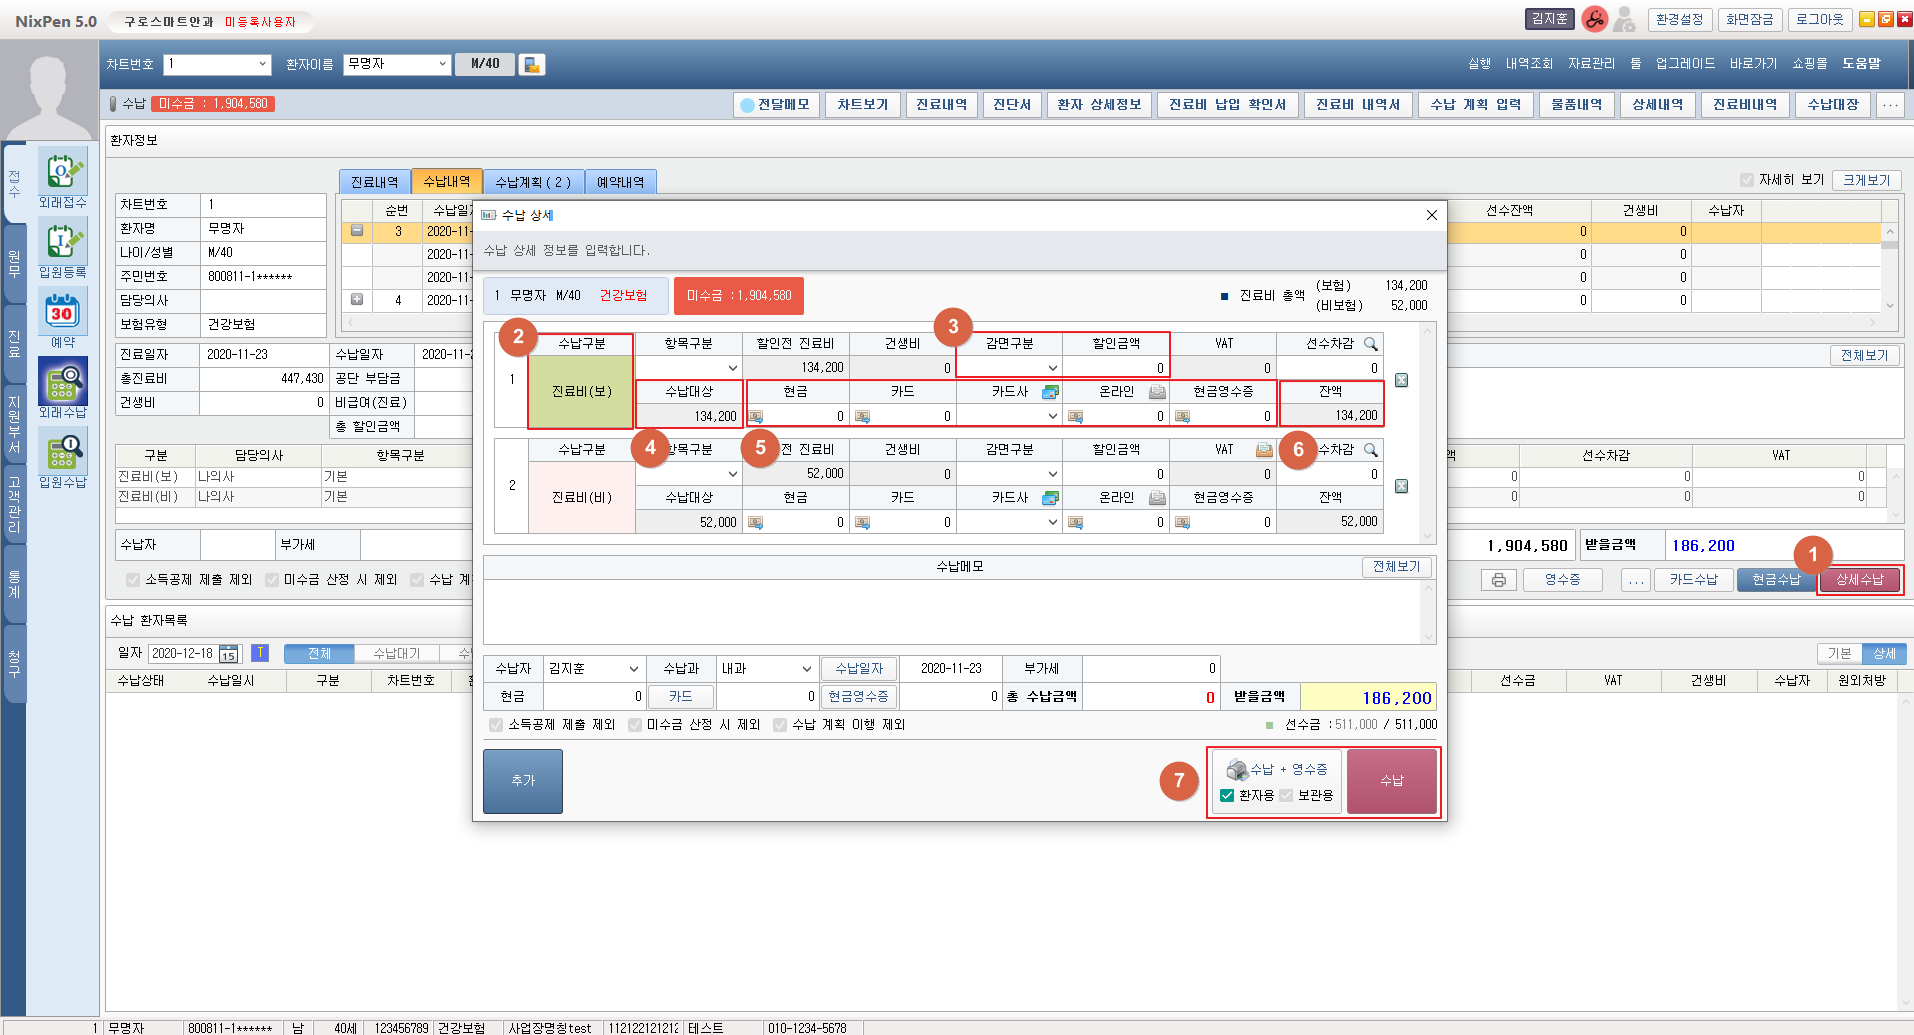 NixPen 5.0 구로스마트안과 미등록사용자 김지훈 환경설정 화면잠금 로그아웃
차트번호 1 환자이름 무명자 M/40 실행 내역조회 자료관리 툴 업그레이드 바로가기 쇼핑몰 도움말
수납 미수금 : 1,904,580 전달메모 차트보기 진료내역 진단서 환자 상세정보 진료비 납입 확인서 진료비 내역서 수납 계획 입력 물품내역 상세내역 진료비내역 수납대장 ...
환자정보
접수
원무
진료
지원부서
고객관리
통계
청구
외래접수
입원등록
30
예약
외래수납
입원수납
진료내역 수납내역 수납계획 ( 2 ) 예약내역 자세히 보기 크게보기
차트번호 1
환자명 무명자
나이/성별 M/40
주민번호 800811-1******
담당의사
보험유형 건강보험
순번 수납일 선수잔액 건생비 수납자
3 2020-11- 0 0
2020-11- 0 0
2020-11- 0 0
4 2020-11- 0 0
진료일자 2020-11-23 수납일자 2020-11- 전체보기
총진료비 447,430 공단 부담금
건생비 0 비급여(진료)
총 할인금액
구분 담당의사 항목구분 선수차감 VAT
진료비(보) 나의사 기본 0 0
진료비(비) 나의사 기본 0 0
수납자 부가세 1,904,580 받을금액 186,200
소득공제 제출 제외 미수금 산정 시 제외 수납 계 영수증 ... 카드수납 현금수납 상세수납
1
수납 환자목록
일자 2020-12-18 15 T 전체 수납대기 기본 상세
수납상태 수납일시 구분 차트번호 선수금 VAT 건생비 수납자 원외처방
수납 상세
수납 상세 정보를 입력합니다.
1 무명자 M/40 건강보험 미수금 :1,904,580 진료비 총액 (보험) 134,200
(비보험) 52,000
2 3
수납구분 항목구분 할인전 진료비 건생비 감면구분 할인금액 VAT 선수차감
1 진료비(보) 134,200 0 0 0
수납대상 현금 카드 카드사 온라인 현금영수증 잔액
134,200 0 0 0 0 134,200
4 5 6
수납구분 항목구분 전 진료비 건생비 감면구분 할인금액 VAT 수차감
2 진료비(비) 52,000 0 0 0
수납대상 현금 카드 카드사 온라인 현금영수증 잔액
52,000 0 0 0 0 52,000
수납메모 전체보기
수납자 김지훈 수납과 내과 수납일자 2020-11-23 부가세 0
현금 0 카드 0 현금영수증 0 총 수납금액 0 받을금액 186,200
소득공제 제출 제외 미수금 산정 시 제외 수납 계획 이행 제외 선수금 :511,000 / 511,000
추가 7 수납 + 영수증 수납
환자용 보관용
1 무명자 800811-1****** 남 40세 123456789 건강보험 사업장명칭test 112122121212 테스트 010-1234-5678